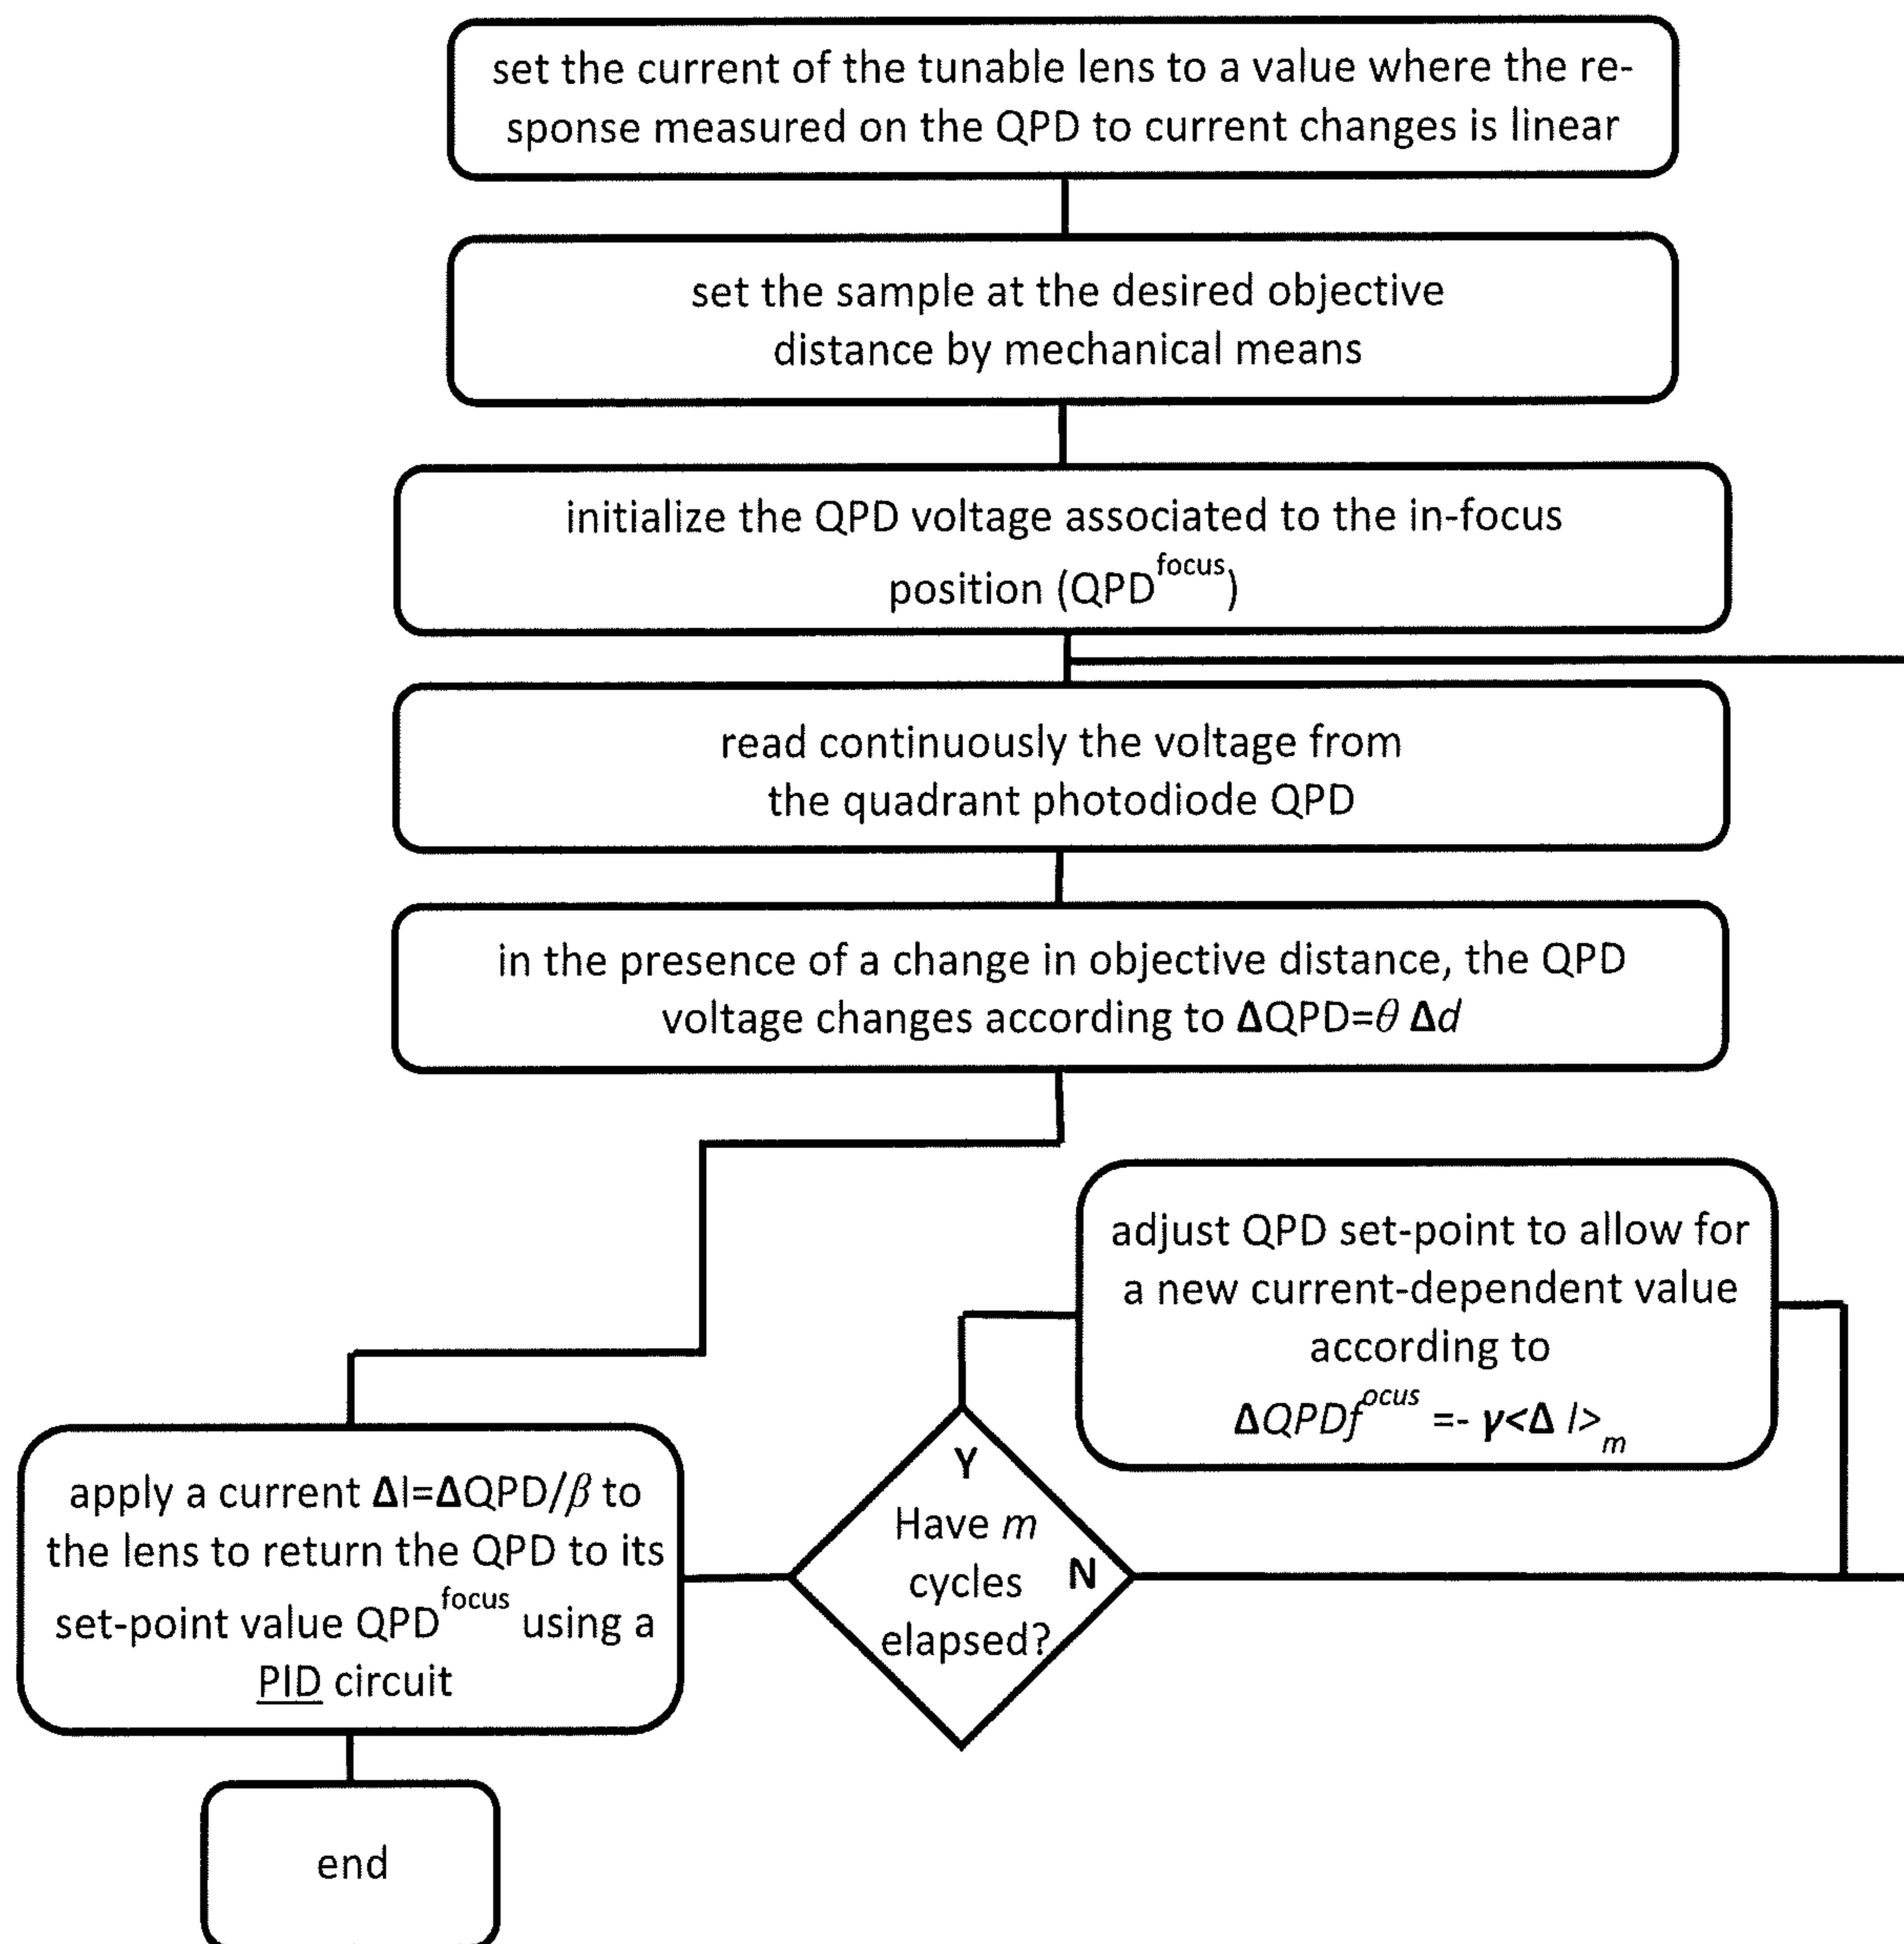 set the current of the tunable lens to a value where the re-
sponse measured on the QPD to current changes is linear
set the sample at the desired objective
distance by mechanical means
initialize the QPD voltage associated to the in-focus
position (QPD^focus)
read continuously the voltage from
the quadrant photodiode QPD
in the presence of a change in objective distance, the QPD
voltage changes according to ΔQPD=θ Δd
adjust QPD set-point to allow for
a new current-dependent value
according to
ΔQPDf^ocus =- γ<Δ I>_m
apply a current ΔI=ΔQPD/β to
the lens to return the QPD to its
set-point value QPD^focus using a
PID circuit
Y
Have m
cycles
N
elapsed?
end